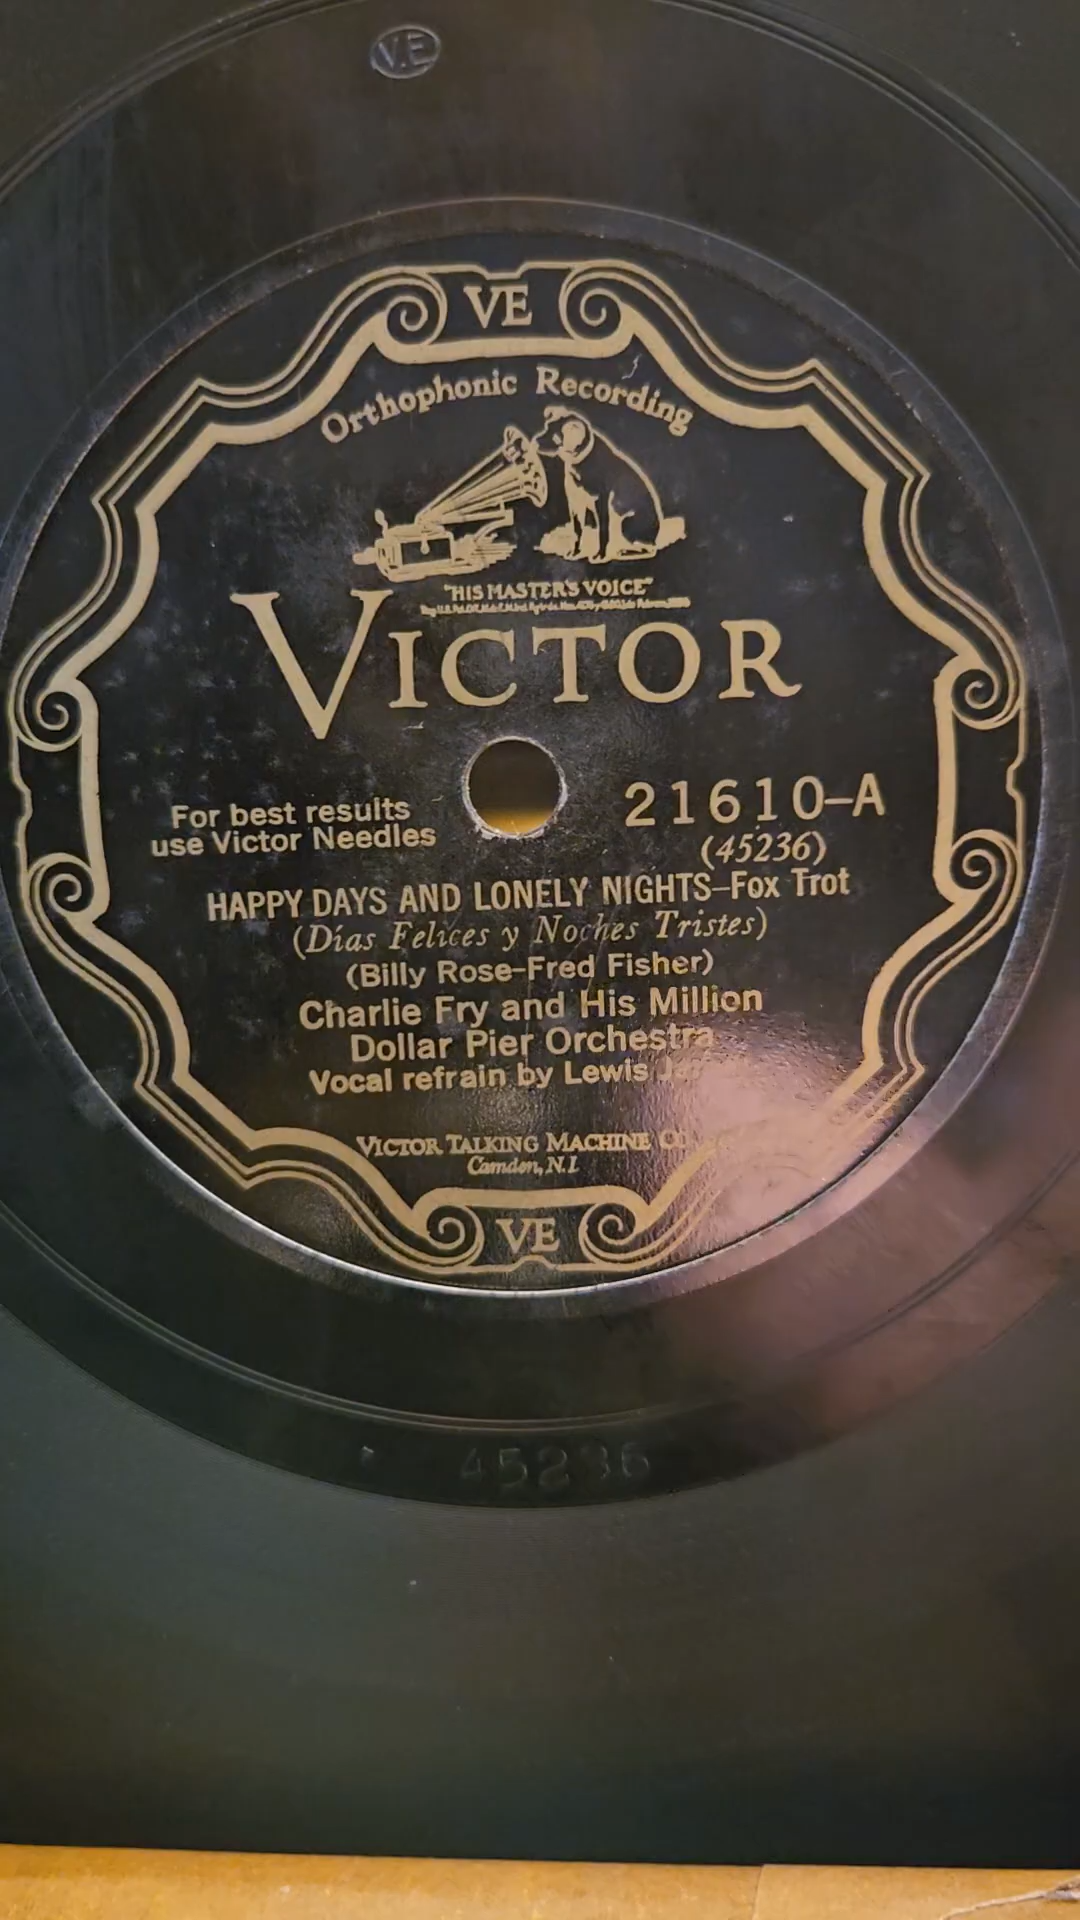 V.E
VE
Orthophonic Recording
"HIS MASTER'S VOICE"
VICTOR
For best results
use Victor Needles
21610-A
(45236)
HAPPY DAYS AND LONELY NIGHTS-Fox Trot
(Días Felices y Noches Tristes)
(Billy Rose-Fred Fisher)
Charlie Fry and His Million
Dollar Pier Orchestra
Vocal refrain by Lewis
VICTOR TALKING MACHINE CO
Camden, N.J.
VE
45236